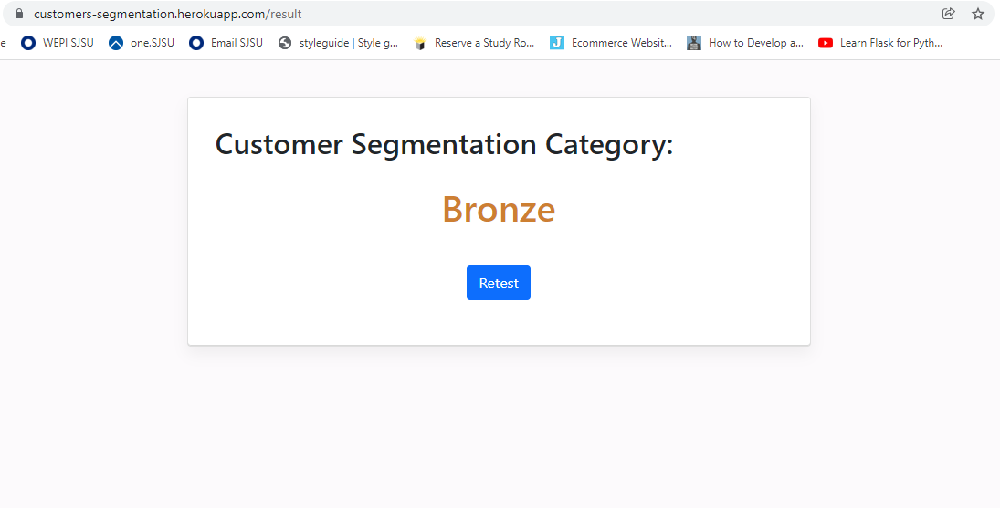 customers-segmentation.herokuapp.com/result
e WEPI SJSU one.SJSU Email SJSU styleguide | Style g... Reserve a Study Ro... Ecommerce Websit... How to Develop a... Learn Flask for Pyth...
Customer Segmentation Category:
Bronze
Retest